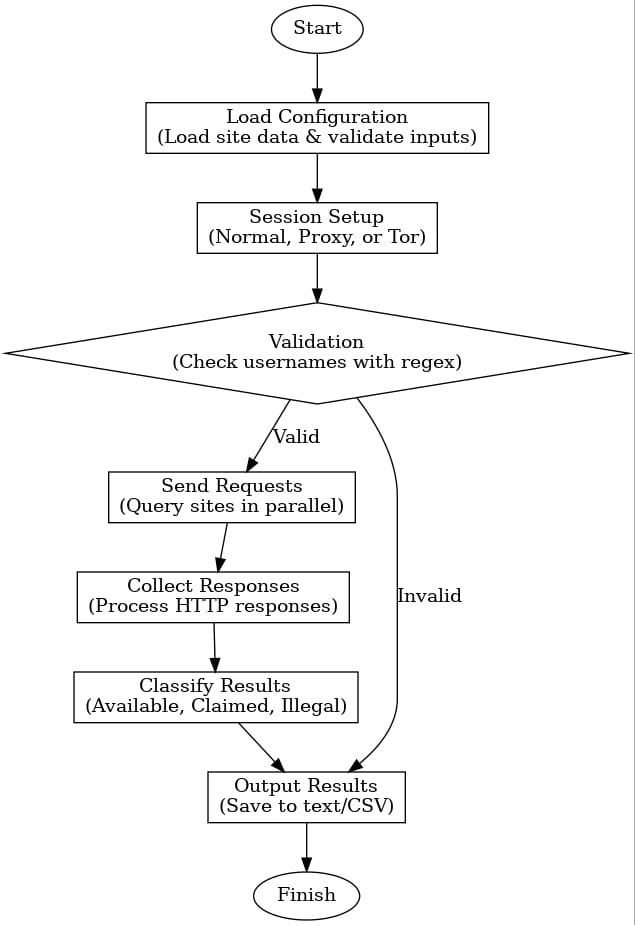 Start
Load Configuration
(Load site data & validate inputs)
Session Setup
(Normal, Proxy, or Tor)
Validation
(Check usernames with regex)
Valid
Send Requests
(Query sites in parallel)
Collect Responses
(Process HTTP responses)
Invalid
Classify Results
(Available, Claimed, Illegal)
Output Results
(Save to text/CSV)
Finish